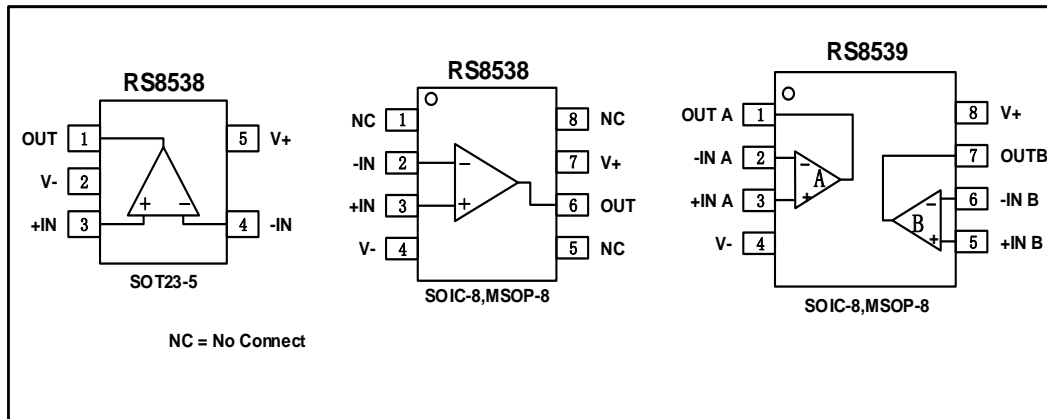 RS8538
OUT 1
5 V+
V- 2
+IN 3
+ −
4 -IN
SOT23-5
NC = No Connect
RS8538
NC 1
8 NC
-IN 2
−
7 V+
+IN 3
+
6 OUT
V- 4
5 NC
SOIC-8,MSOP-8
RS8539
OUT A 1
8 V+
-IN A 2
−
A
7 OUTB
+IN A 3
+
−
6 -IN B
B
V- 4
+
5 +IN B
SOIC-8,MSOP-8